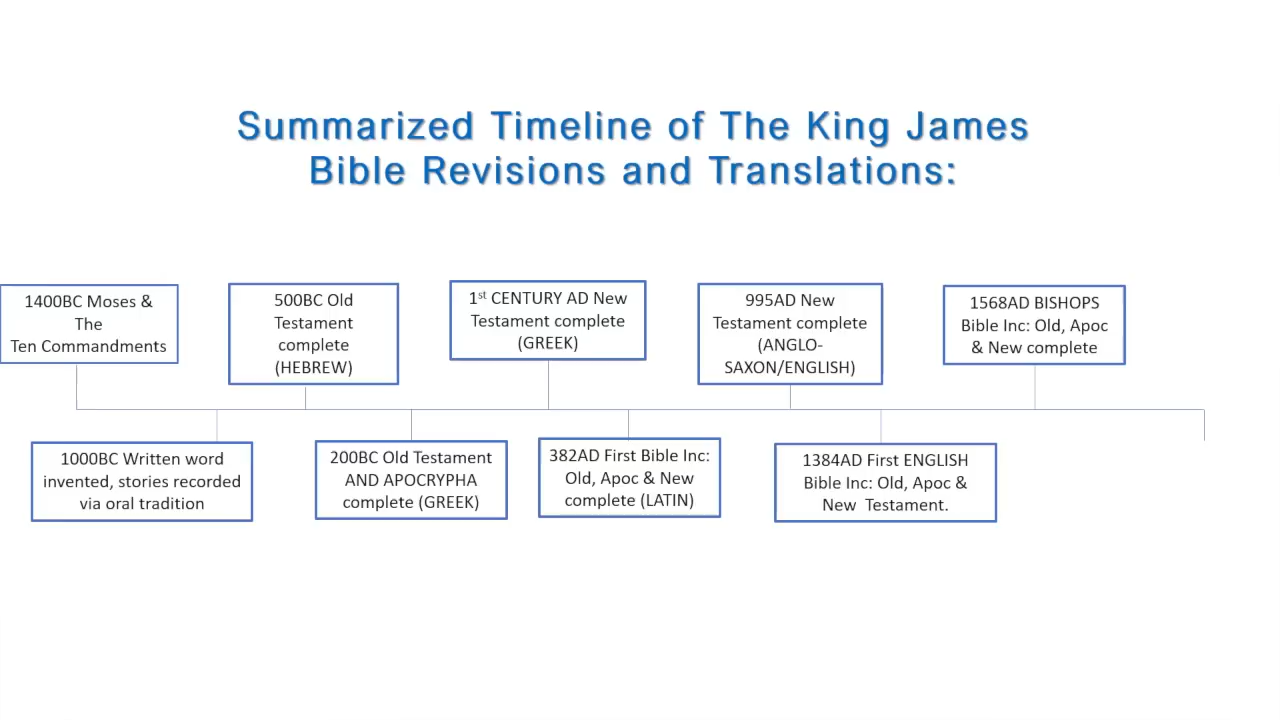 Summarized Timeline of The King James
Bible Revisions and Translations:
1400BC Moses &
The
Ten Commandments
500BC Old
Testament
complete
(HEBREW)
1st CENTURY AD New
Testament complete
(GREEK)
995AD New
Testament complete
(ANGLO-
SAXON/ENGLISH)
1568AD BISHOPS
Bible Inc: Old, Apoc
& New complete
1000BC Written word
invented, stories recorded
via oral tradition
200BC Old Testament
AND APOCRYPHA
complete (GREEK)
382AD First Bible Inc:
Old, Apoc & New
complete (LATIN)
1384AD First ENGLISH
Bible Inc: Old, Apoc &
New Testament.